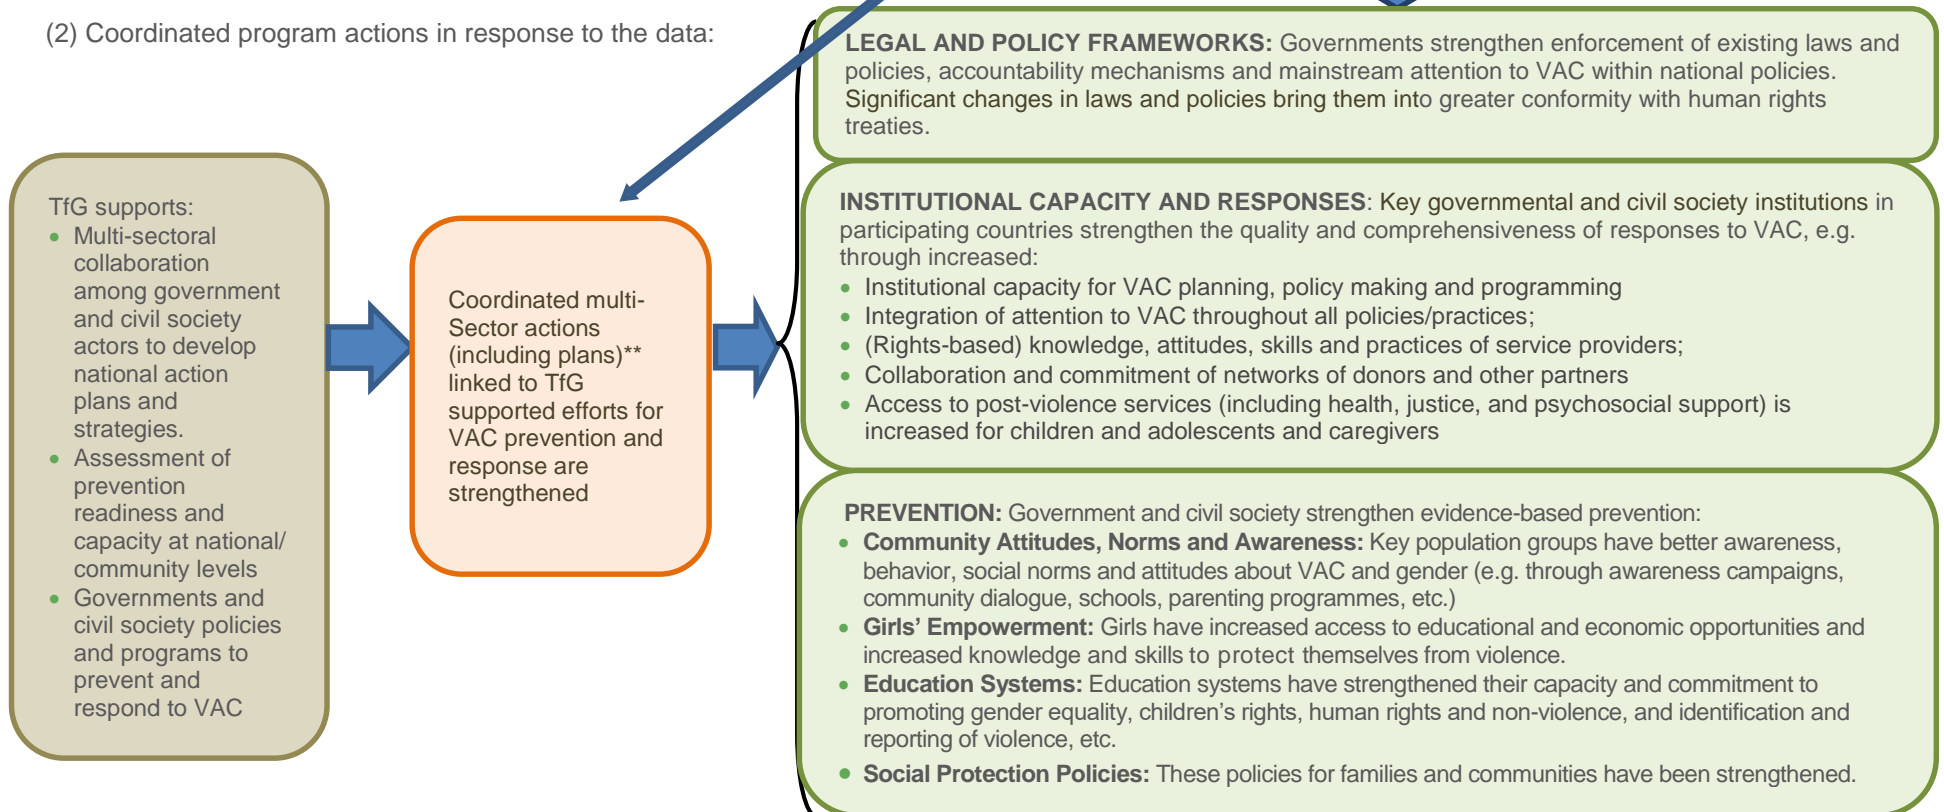 (2) Coordinated program actions in response to the data:
TfG supports:
• Multi-sectoral
collaboration
among government
and civil society
actors to develop
national action
plans and
strategies.
• Assessment of
prevention
readiness and
capacity at national/
community levels
• Governments and
civil society policies
and programs to
prevent and
respond to VAC
Coordinated multi-
Sector actions
(including plans)**
linked to TfG
supported efforts for
VAC prevention and
response are
strengthened
LEGAL AND POLICY FRAMEWORKS: Governments strengthen enforcement of existing laws and
policies, accountability mechanisms and mainstream attention to VAC within national policies.
Significant changes in laws and policies bring them into greater conformity with human rights
treaties.
INSTITUTIONAL CAPACITY AND RESPONSES: Key governmental and civil society institutions in
participating countries strengthen the quality and comprehensiveness of responses to VAC, e.g.
through increased:
• Institutional capacity for VAC planning, policy making and programming
• Integration of attention to VAC throughout all policies/practices;
• (Rights-based) knowledge, attitudes, skills and practices of service providers;
• Collaboration and commitment of networks of donors and other partners
• Access to post-violence services (including health, justice, and psychosocial support) is
increased for children and adolescents and caregivers
PREVENTION: Government and civil society strengthen evidence-based prevention:
• Community Attitudes, Norms and Awareness: Key population groups have better awareness,
behavior, social norms and attitudes about VAC and gender (e.g. through awareness campaigns,
community dialogue, schools, parenting programmes, etc.)
• Girls’ Empowerment: Girls have increased access to educational and economic opportunities and
increased knowledge and skills to protect themselves from violence.
• Education Systems: Education systems have strengthened their capacity and commitment to
promoting gender equality, children’s rights, human rights and non-violence, and identification and
reporting of violence, etc.
• Social Protection Policies: These policies for families and communities have been strengthened.